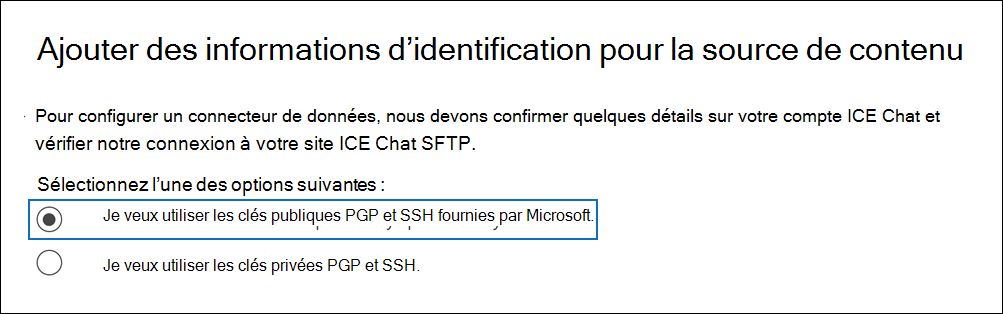 Ajouter des informations d’identification pour la source de contenu
Pour configurer un connecteur de données, nous devons confirmer quelques détails sur votre compte ICE Chat et
vérifier notre connexion à votre site ICE Chat SFTP.
Sélectionnez l’une des options suivantes :
Je veux utiliser les clés publiques PGP et SSH fournies par Microsoft.
Je veux utiliser les clés privées PGP et SSH.